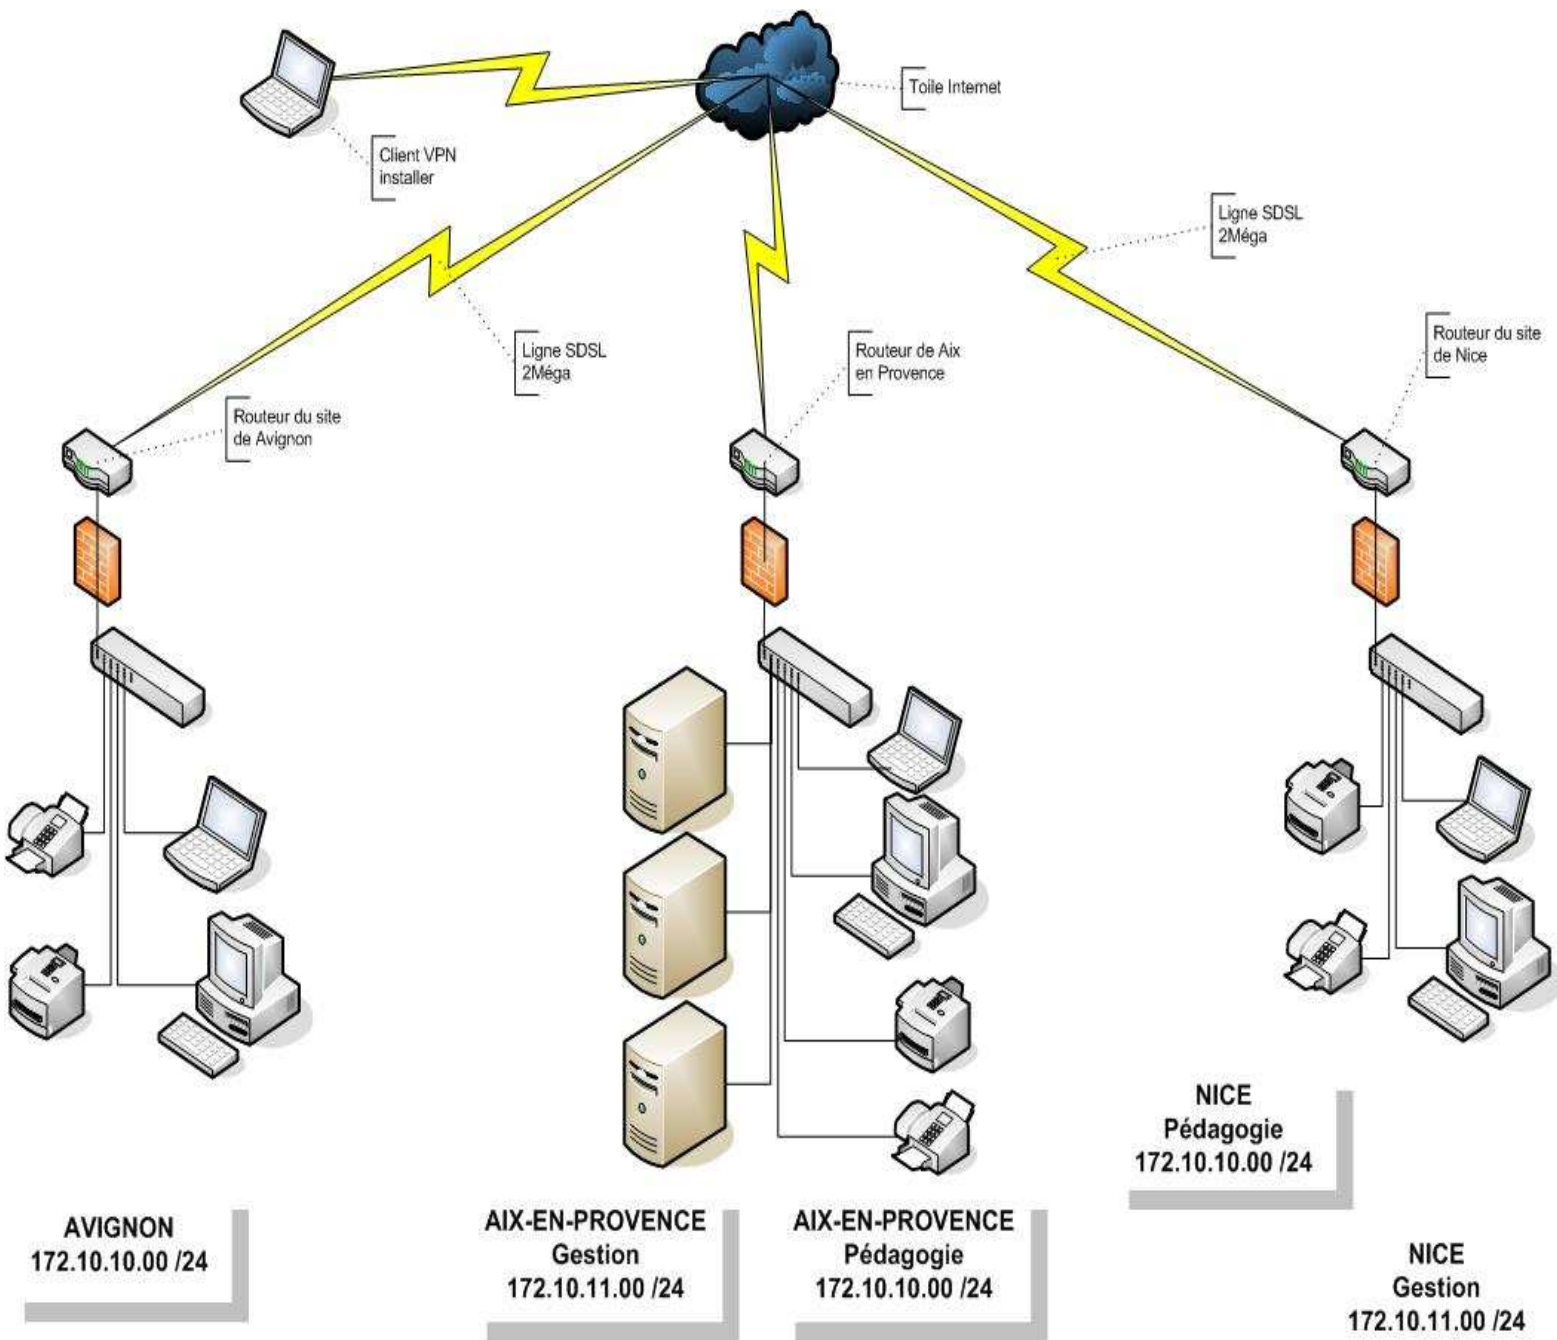 Toile Internet
Client VPN
installer
Ligne SDSL
2Méga
Ligne SDSL
2Méga
Routeur de Aix
en Provence
Routeur du site
de Nice
Routeur du site
de Avignon
NICE
Pédagogie
172.10.10.00 /24
AVIGNON
172.10.10.00 /24
AIX-EN-PROVENCE
Gestion
172.10.11.00 /24
AIX-EN-PROVENCE
Pédagogie
172.10.10.00 /24
NICE
Gestion
172.10.11.00 /24